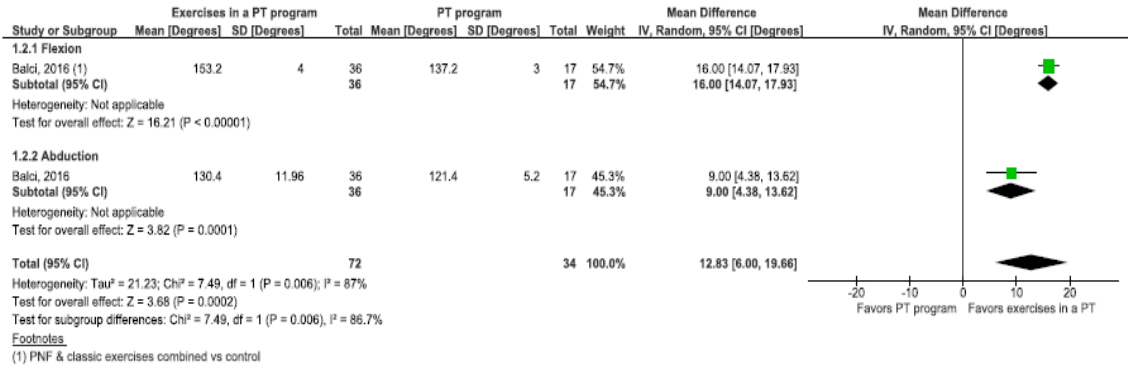 Exercises in a PT program PT program Mean Difference Mean Difference
Study or Subgroup Mean [Degrees] SD [Degrees] Total Mean [Degrees] SD [Degrees] Total Weight IV, Random, 95% CI [Degrees] IV, Random, 95% CI [Degrees]
1.2.1 Flexion
Balci, 2016 (1) 153.2 4 36 137.2 3 17 54.7% 16.00 [14.07, 17.93]
Subtotal (95% CI) 36 17 54.7% 16.00 [14.07, 17.93]
Heterogeneity: Not applicable
Test for overall effect: Z = 16.21 (P < 0.00001)
1.2.2 Abduction
Balci, 2016 130.4 11.96 36 121.4 5.2 17 45.3% 9.00 [4.38, 13.62]
Subtotal (95% CI) 36 17 45.3% 9.00 [4.38, 13.62]
Heterogeneity: Not applicable
Test for overall effect: Z = 3.82 (P = 0.0001)
Total (95% CI) 72 34 100.0% 12.83 [6.00, 19.66]
Heterogeneity: Tau² = 21.23; Chi² = 7.49, df = 1 (P = 0.006); I² = 87%
Test for overall effect: Z = 3.68 (P = 0.0002)
Test for subgroup differences: Chi² = 7.49, df = 1 (P = 0.006), I² = 86.7%
-20 -10 0 10 20
Favors PT program Favors exercises in a PT
Footnotes
(1) PNF & classic exercises combined vs control